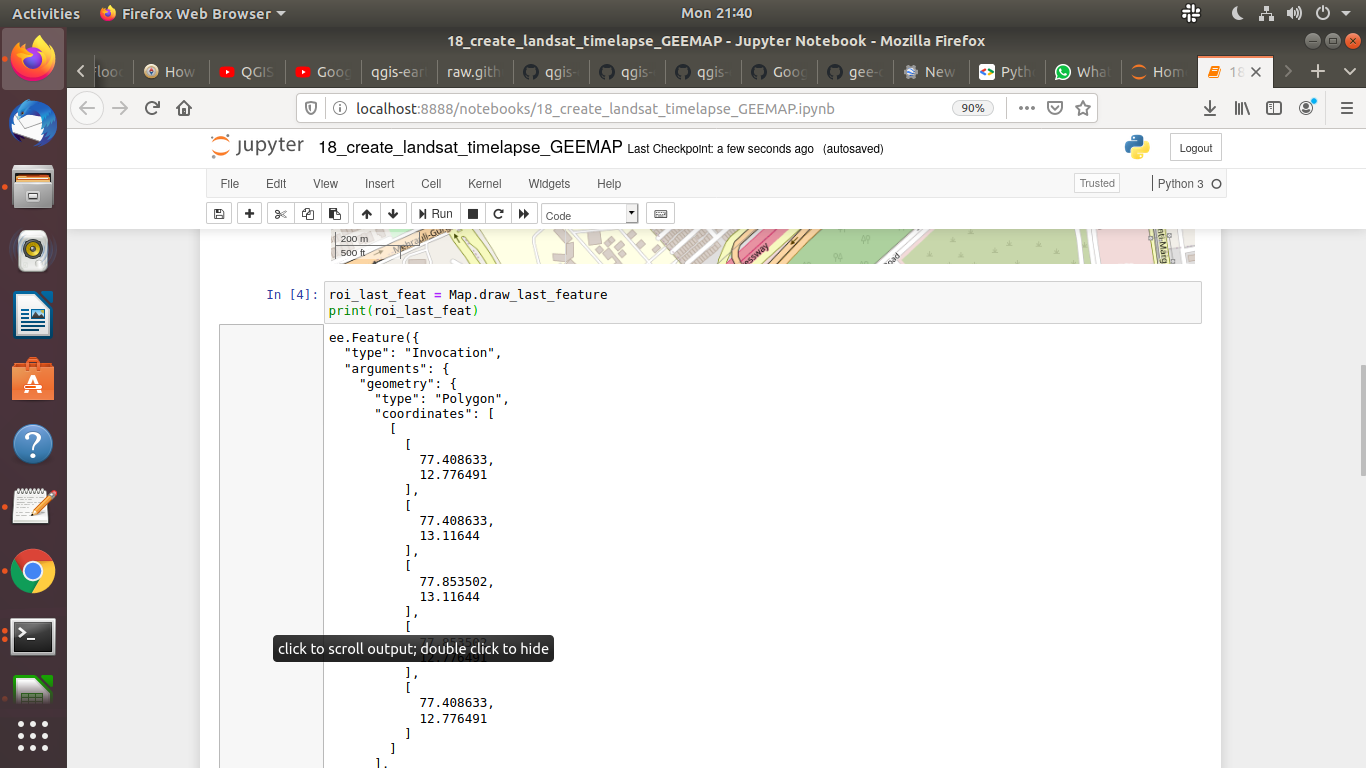 Activities Firefox Web Browser Mon 21:40
18_create_landsat_timelapse_GEEMAP - Jupyter Notebook - Mozilla Firefox
How QGIS Goog qgis-ear raw.gith qgis- qgis- qgis- Goog gee- New Pyth What Hom 18
localhost:8888/notebooks/18_create_landsat_timelapse_GEEMAP.ipynb 90%
jupyter 18_create_landsat_timelapse_GEEMAP Last Checkpoint: a few seconds ago (autosaved) Logout
File Edit View Insert Cell Kernel Widgets Help Trusted Python 3
Run Code
200 m
500 ft
In [4]: roi_last_feat = Map.draw_last_feature
print(roi_last_feat)
ee.Feature({
"type": "Invocation",
"arguments": {
"geometry": {
"type": "Polygon",
"coordinates": [
[
[
77.408633,
12.776491
],
[
77.408633,
13.11644
],
[
77.853502,
13.11644
],
[
77.853502
click to scroll output; double click to hide
12.776491
],
[
77.408633,
12.776491
]
]
],